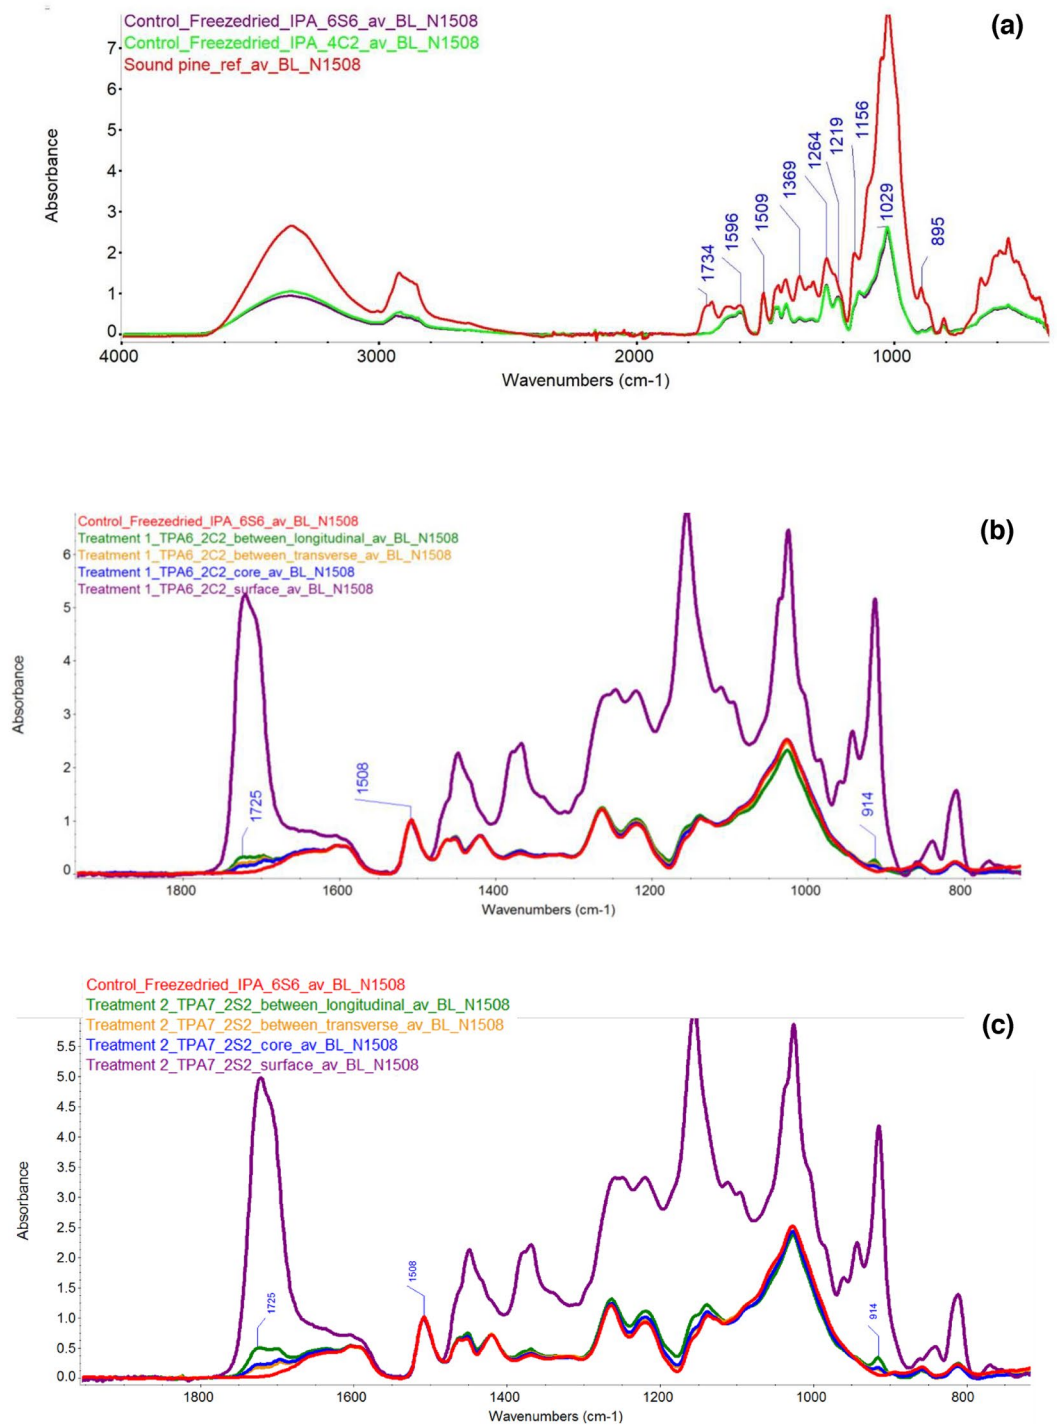 Control_Freezedried_IPA_6S6_av_BL_N1508
Control_Freezedried_IPA_4C2_av_BL_N1508
Sound pine_ref_av_BL_N1508
(a)
Absorbance
7
6
5
4
3
2
1
0
1734
1596
1509
1369
1264
1219
1156
1029
895
4000
3000
2000
1000
Wavenumbers (cm-1)
Control_Freezedried_IPA_6S6_av_BL_N1508
Treatment 1_TPA6_2C2_between_longitudinal_av_BL_N1508
Treatment 1_TPA6_2C2_between_transverse_av_BL_N1508
Treatment 1_TPA6_2C2_core_av_BL_N1508
Treatment 1_TPA6_2C2_surface_av_BL_N1508
(b)
Absorbance
6
5
4
3
2
1
0
1725
1508
914
1800
1600
1400
1200
1000
800
Wavenumbers (cm-1)
Control_Freezedried_IPA_6S6_av_BL_N1508
Treatment 2_TPA7_2S2_between_longitudinal_av_BL_N1508
Treatment 2_TPA7_2S2_between_transverse_av_BL_N1508
Treatment 2_TPA7_2S2_core_av_BL_N1508
Treatment 2_TPA7_2S2_surface_av_BL_N1508
(c)
Absorbance
5.5
5.0
4.5
4.0
3.5
3.0
2.5
2.0
1.5
1.0
0.5
0.0
1725
1508
914
1800
1600
1400
1200
1000
800
Wavenumbers (cm-1)